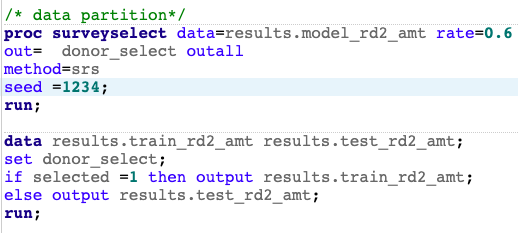 /* data partition*/
proc surveyselect data=results.model_rd2_amt rate=0.6
out=  donor_select outall
method=srs
seed =1234;
run;
data results.train_rd2_amt results.test_rd2_amt;
set donor_select;
if selected =1 then output results.train_rd2_amt;
else output results.test_rd2_amt;
run;